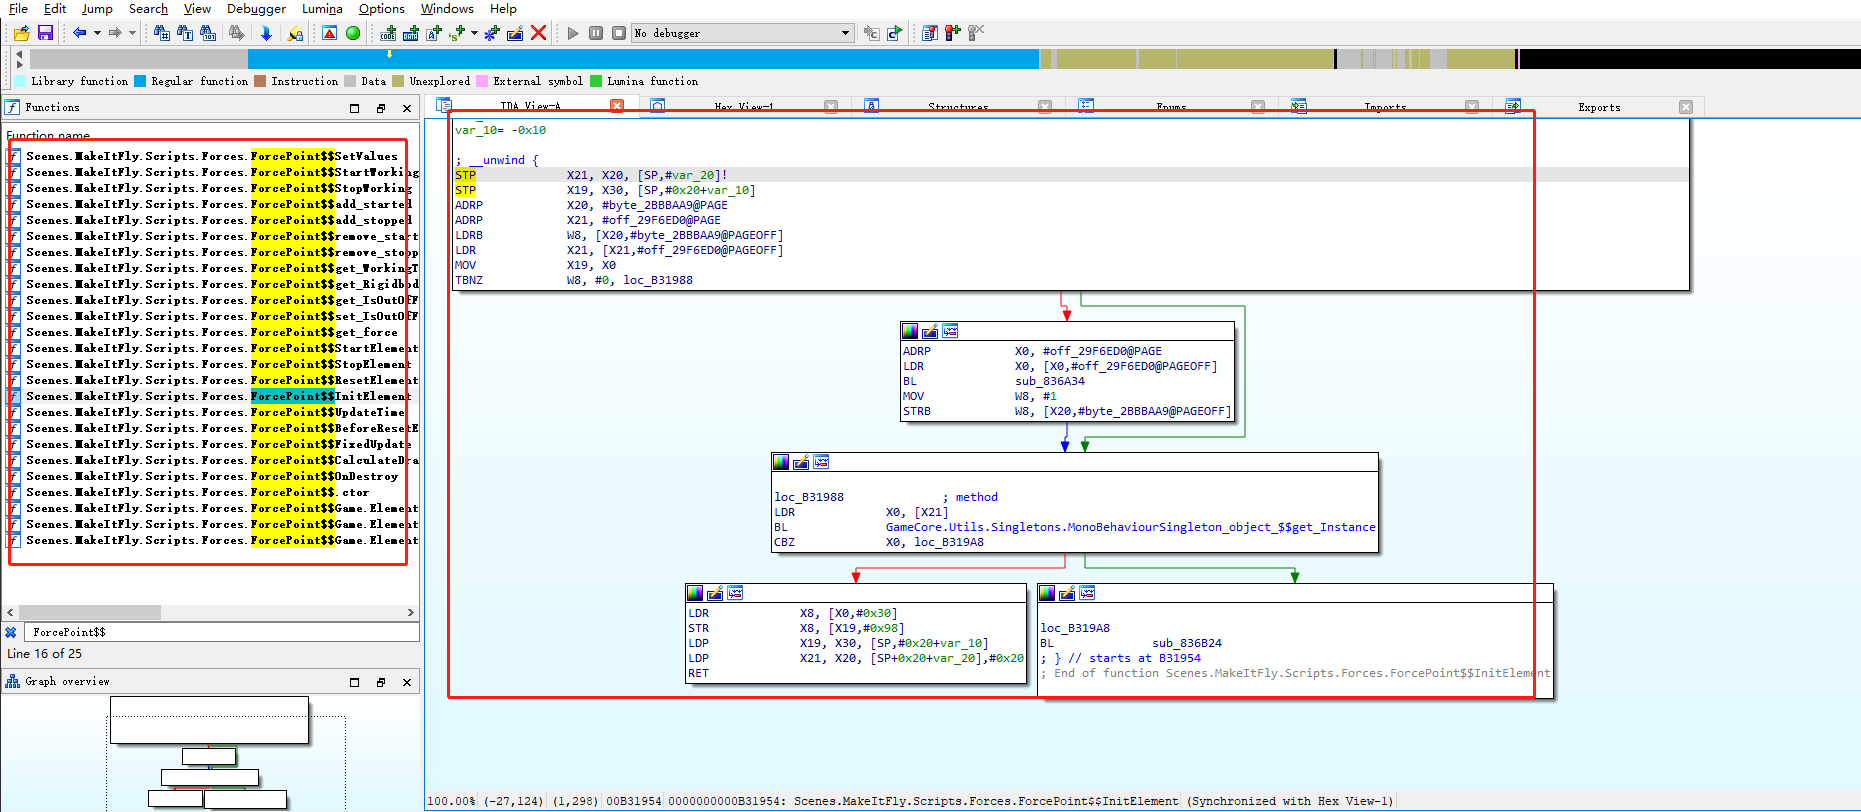 File Edit Jump Search View Debugger Lumina Options Windows Help
No debugger
Library function Regular function Instruction Data Unexplored External symbol Lumina function
Functions
IDA View-A Hex View-1 Structures Enums Imports Exports
Function name
Scenes.MakeItFly.Scripts.Forces.ForcePoint$$SetValues
Scenes.MakeItFly.Scripts.Forces.ForcePoint$$StartWorking
Scenes.MakeItFly.Scripts.Forces.ForcePoint$$StopWorking
Scenes.MakeItFly.Scripts.Forces.ForcePoint$$add_started
Scenes.MakeItFly.Scripts.Forces.ForcePoint$$add_stopped
Scenes.MakeItFly.Scripts.Forces.ForcePoint$$remove_start
Scenes.MakeItFly.Scripts.Forces.ForcePoint$$remove_stopp
Scenes.MakeItFly.Scripts.Forces.ForcePoint$$get_WorkingT
Scenes.MakeItFly.Scripts.Forces.ForcePoint$$get_Rigidbod
Scenes.MakeItFly.Scripts.Forces.ForcePoint$$get_IsOutOfF
Scenes.MakeItFly.Scripts.Forces.ForcePoint$$set_IsOutOfF
Scenes.MakeItFly.Scripts.Forces.ForcePoint$$get_force
Scenes.MakeItFly.Scripts.Forces.ForcePoint$$StartElement
Scenes.MakeItFly.Scripts.Forces.ForcePoint$$StopElement
Scenes.MakeItFly.Scripts.Forces.ForcePoint$$ResetElement
Scenes.MakeItFly.Scripts.Forces.ForcePoint$$InitElement
Scenes.MakeItFly.Scripts.Forces.ForcePoint$$UpdateTime
Scenes.MakeItFly.Scripts.Forces.ForcePoint$$BeforeResetE
Scenes.MakeItFly.Scripts.Forces.ForcePoint$$FixedUpdate
Scenes.MakeItFly.Scripts.Forces.ForcePoint$$CalculateDra
Scenes.MakeItFly.Scripts.Forces.ForcePoint$$OnDestroy
Scenes.MakeItFly.Scripts.Forces.ForcePoint$$.ctor
Scenes.MakeItFly.Scripts.Forces.ForcePoint$$Game.Element
Scenes.MakeItFly.Scripts.Forces.ForcePoint$$Game.Element
Scenes.MakeItFly.Scripts.Forces.ForcePoint$$Game.Element
ForcePoint$$
Line 16 of 25
Graph overview
var_10= -0x10
; __unwind {
STP X21, X20, [SP,#var_20]!
STP X19, X30, [SP,#0x20+var_10]
ADRP X20, #byte_2BBBAA9@PAGE
ADRP X21, #off_29F6ED0@PAGE
LDRB W8, [X20,#byte_2BBBAA9@PAGEOFF]
LDR X21, [X21,#off_29F6ED0@PAGEOFF]
MOV X19, X0
TBNZ W8, #0, loc_B31988
ADRP X0, #off_29F6ED0@PAGE
LDR X0, [X0,#off_29F6ED0@PAGEOFF]
BL sub_836A34
MOV W8, #1
STRB W8, [X20,#byte_2BBBAA9@PAGEOFF]
loc_B31988 ; method
LDR X0, [X21]
BL GameCore.Utils.Singletons.MonoBehaviourSingleton_object_$$get_Instance
CBZ X0, loc_B319A8
LDR X8, [X0,#0x30]
STR X8, [X19,#0x98]
LDP X19, X30, [SP,#0x20+var_10]
LDP X21, X20, [SP+0x20+var_20],#0x20
RET
loc_B319A8
BL sub_836B24
; } // starts at B31954
; End of function Scenes.MakeItFly.Scripts.Forces.ForcePoint$$InitElement
100.00% (-27,124) (1,298) 00B31954 0000000000B31954: Scenes.MakeItFly.Scripts.Forces.ForcePoint$$InitElement (Synchronized with Hex View-1)